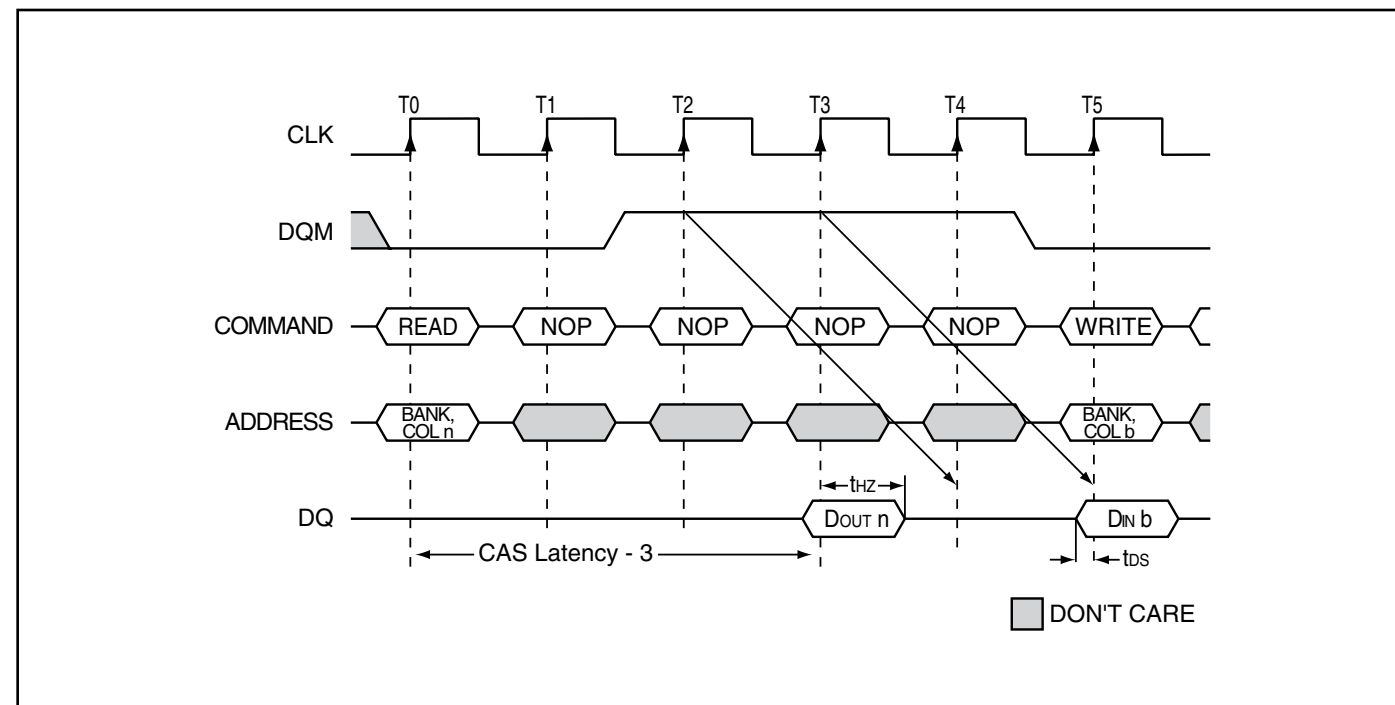 T0 T1 T2 T3 T4 T5
CLK
DQM
COMMAND READ NOP NOP NOP NOP WRITE
ADDRESS BANK, COL n BANK, COL b
tHZ
DQ DOUT n DIN b
CAS Latency - 3 tDS
DON'T CARE